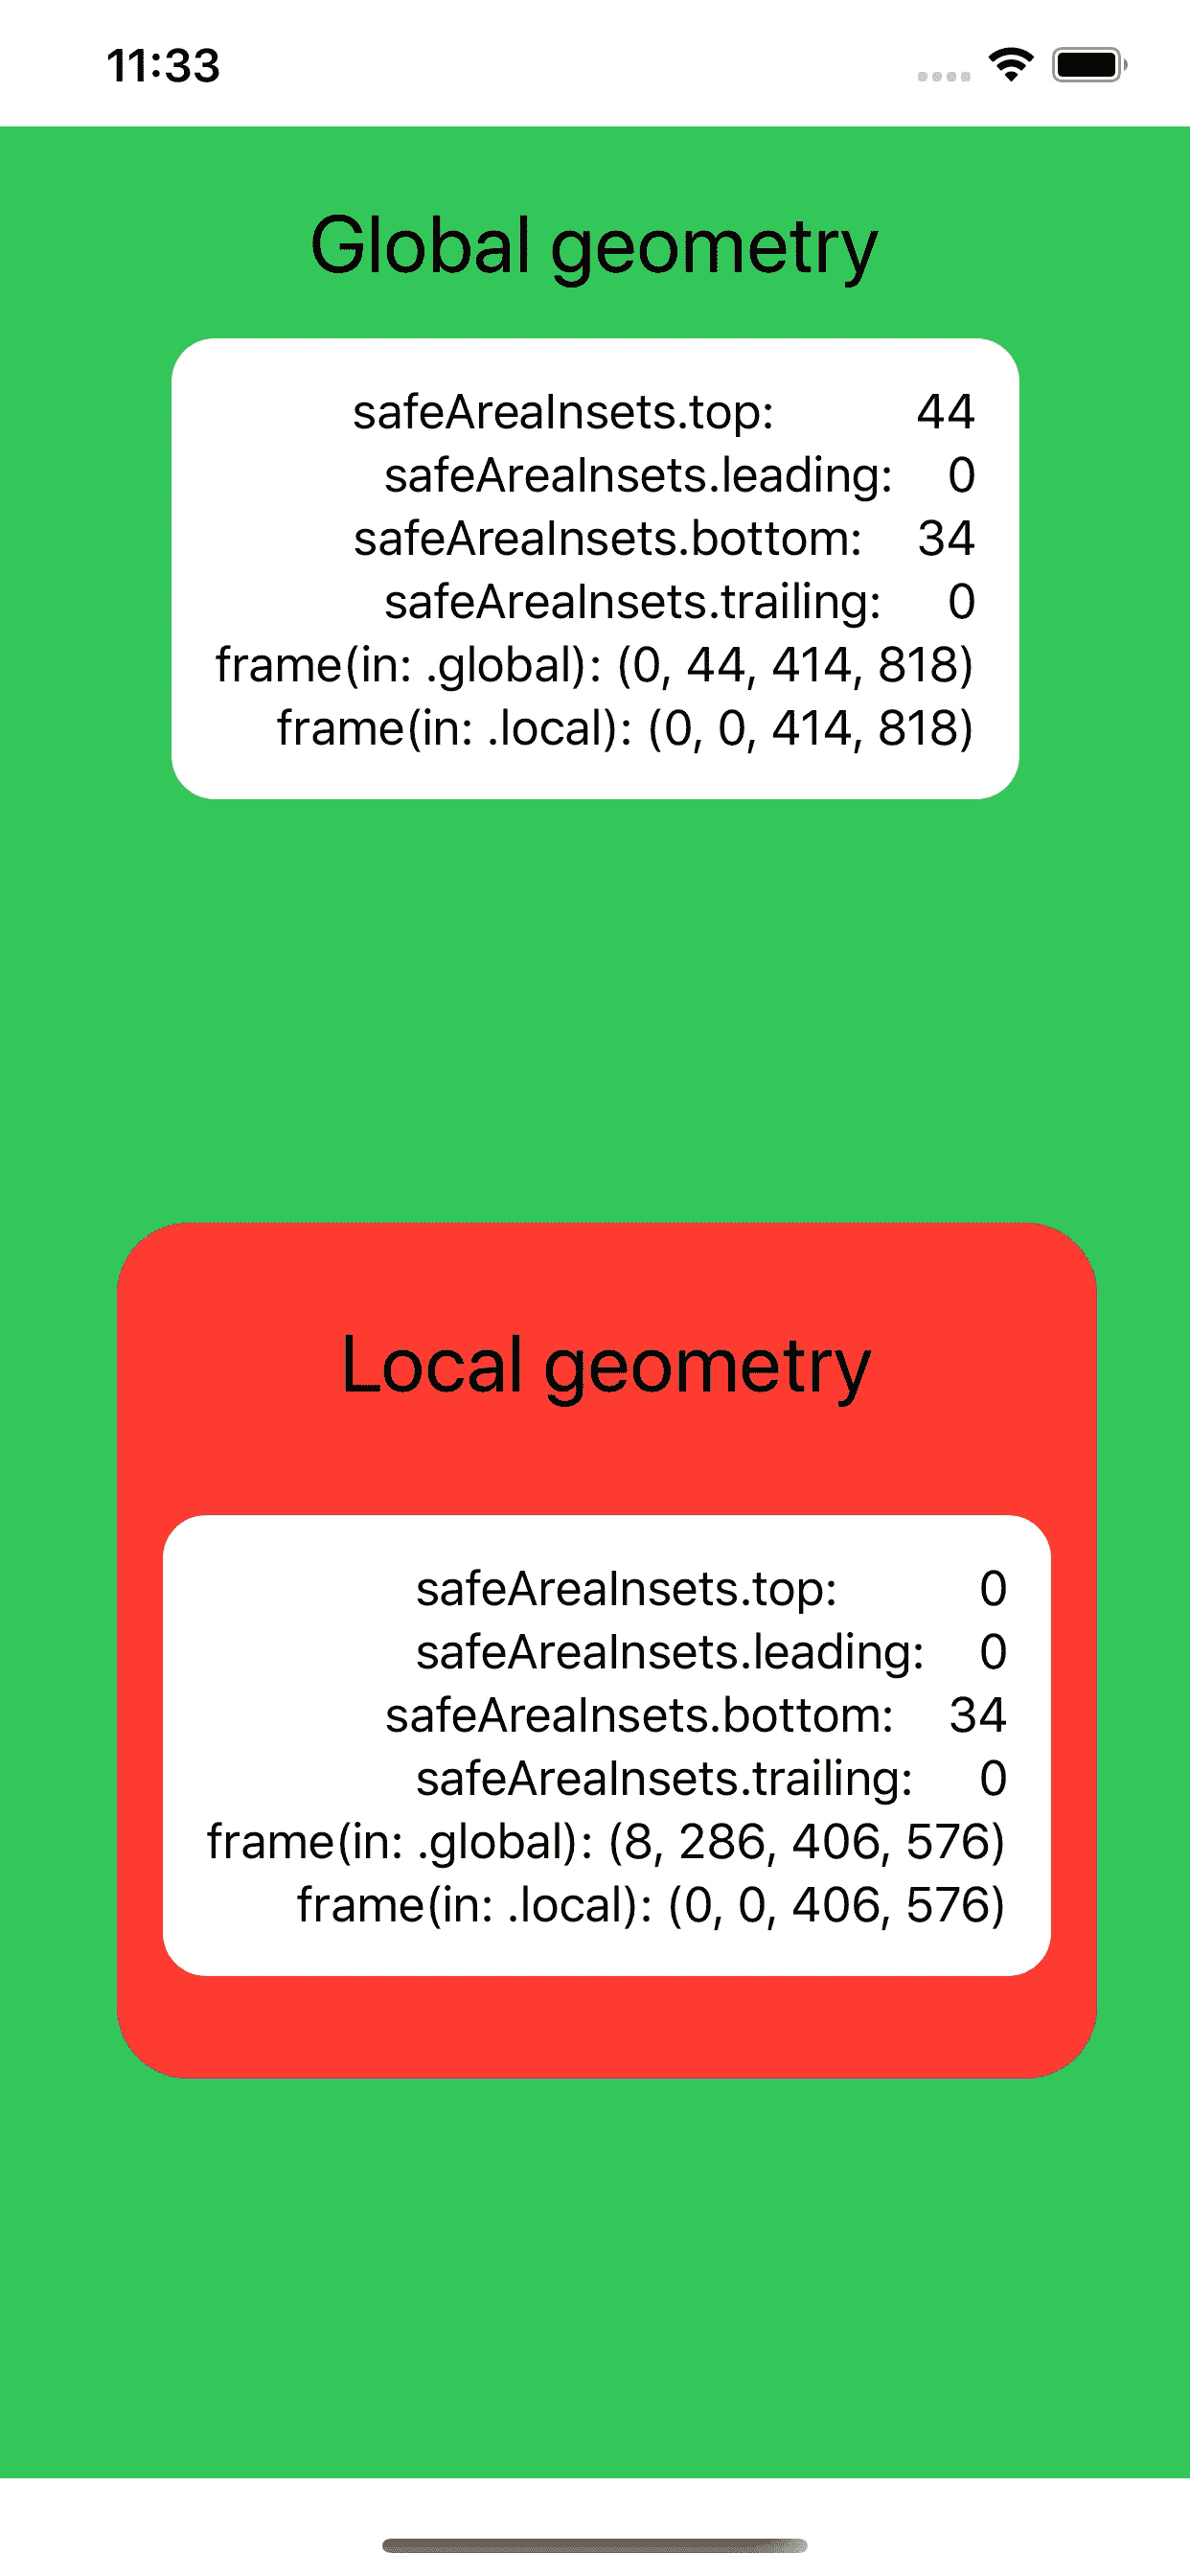 11:33
Global geometry
safeAreaInsets.top: 44
safeAreaInsets.leading: 0
safeAreaInsets.bottom: 34
safeAreaInsets.trailing: 0
frame(in: .global): (0, 44, 414, 818)
frame(in: .local): (0, 0, 414, 818)
Local geometry
safeAreaInsets.top: 0
safeAreaInsets.leading: 0
safeAreaInsets.bottom: 34
safeAreaInsets.trailing: 0
frame(in: .global): (8, 286, 406, 576)
frame(in: .local): (0, 0, 406, 576)